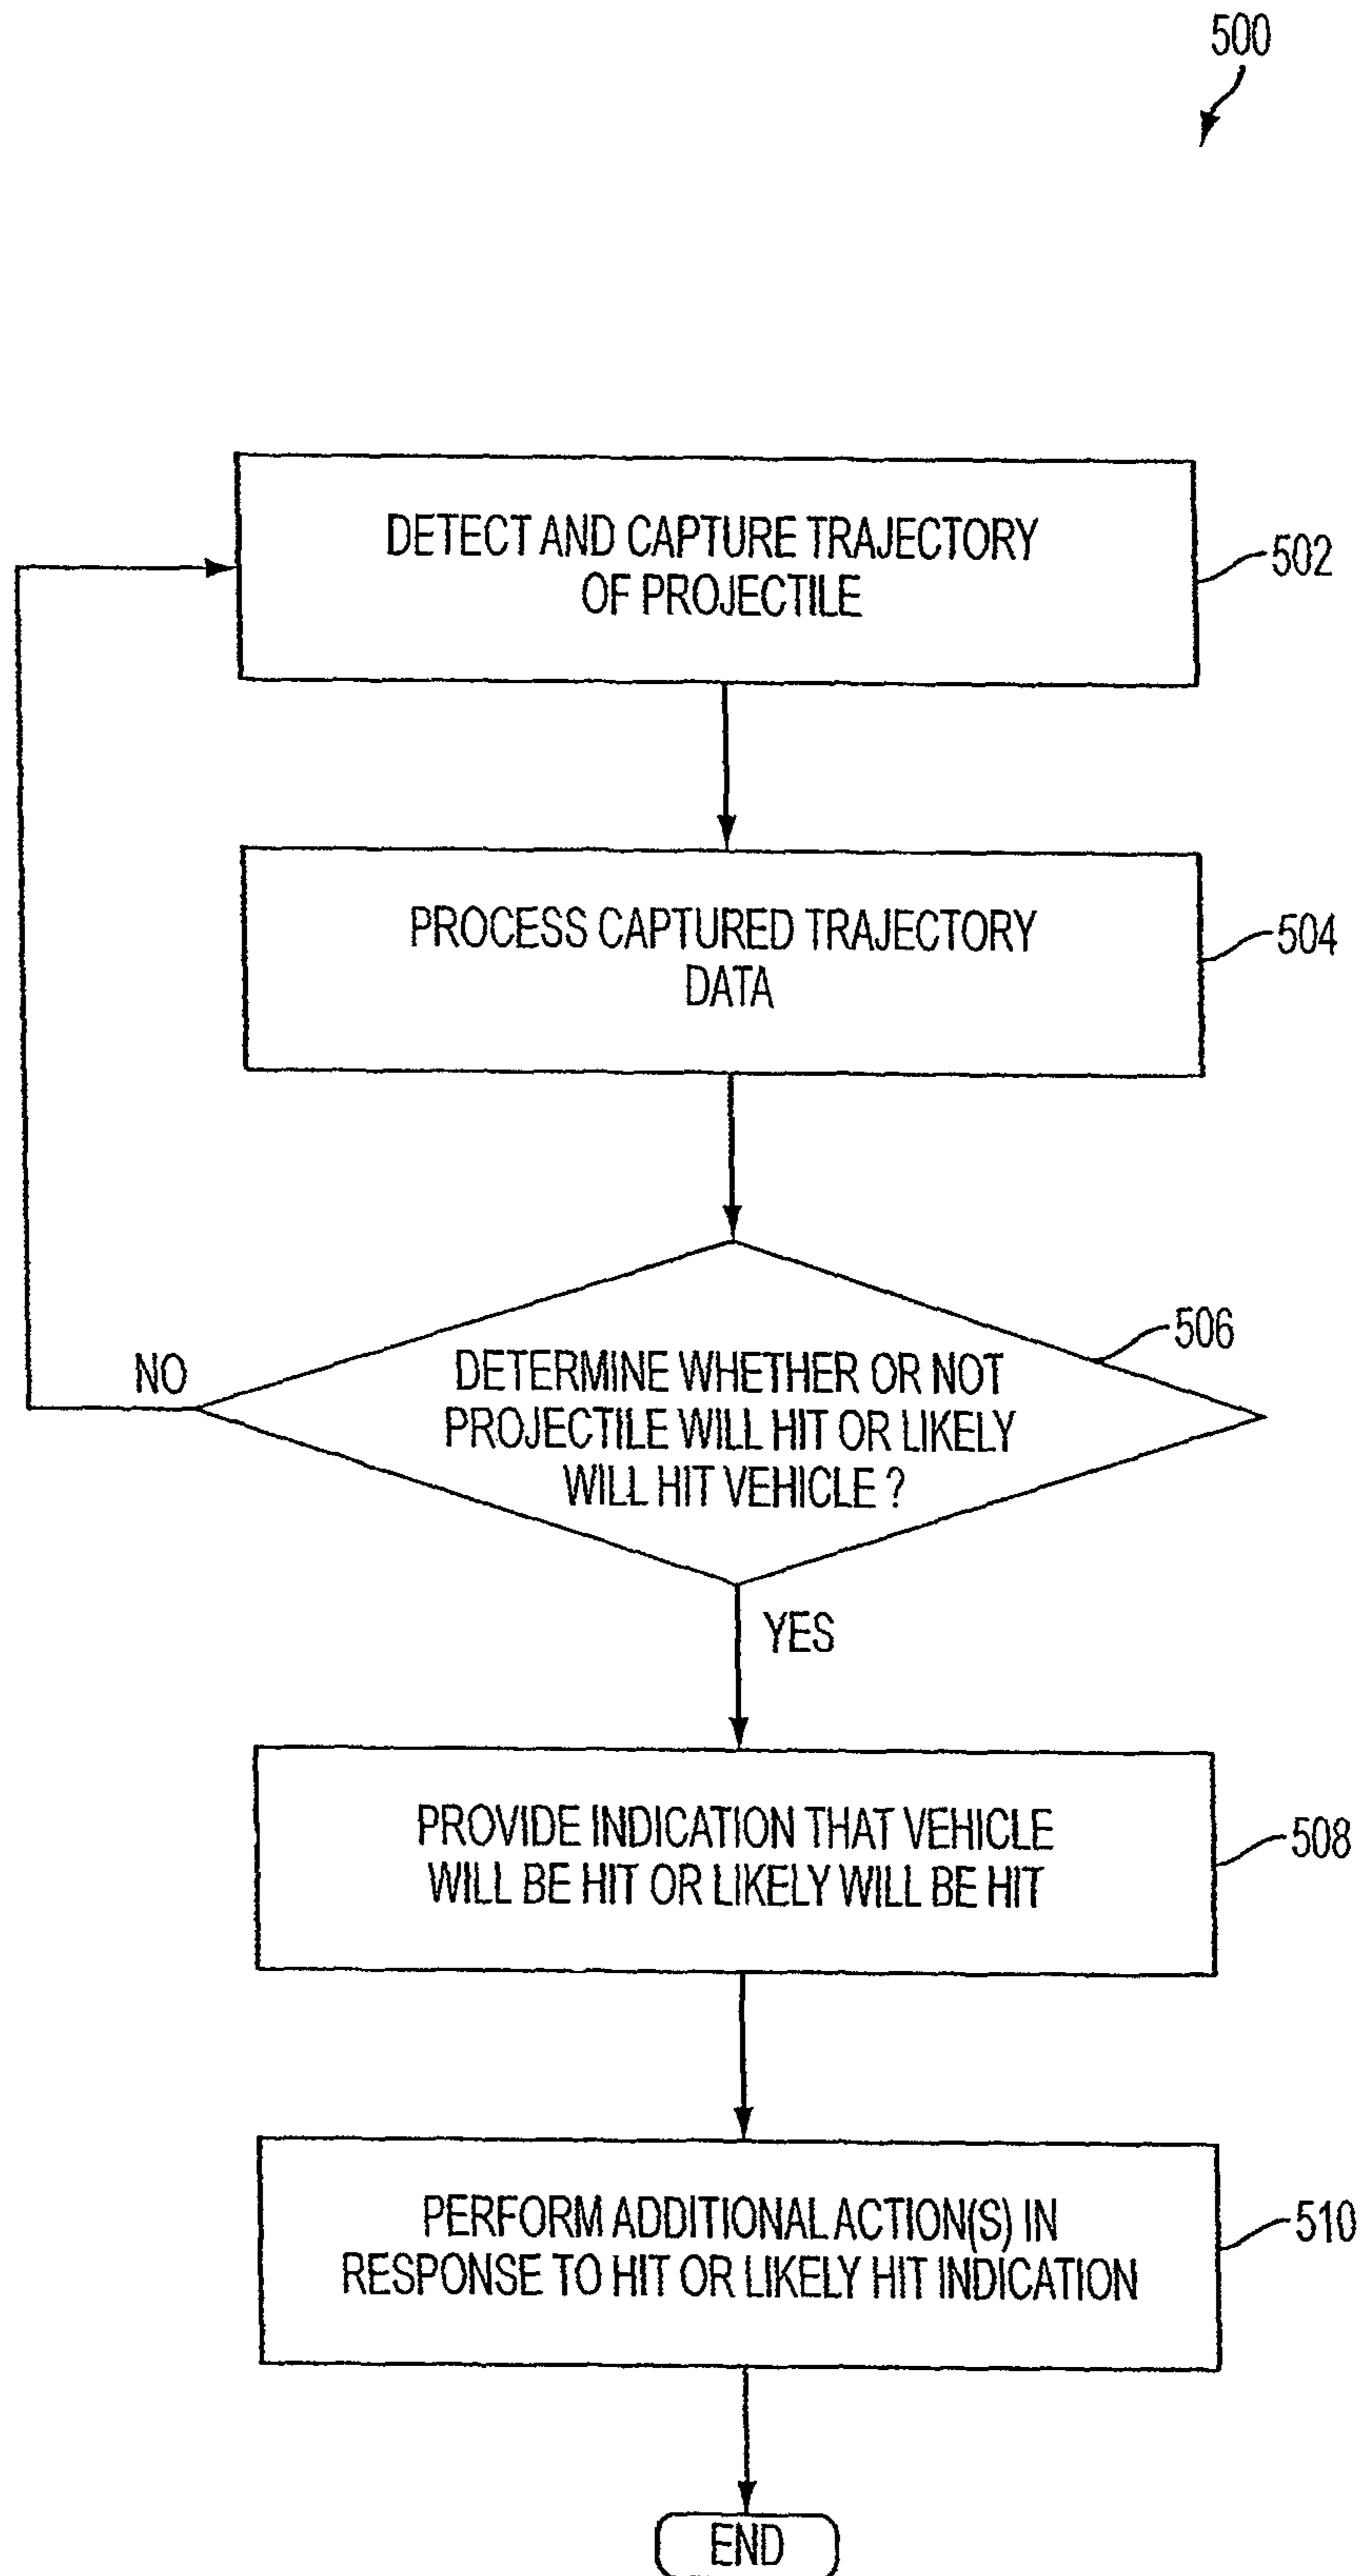 500
DETECT AND CAPTURE TRAJECTORY
OF PROJECTILE
502
PROCESS CAPTURED TRAJECTORY
DATA
504
506
NO
DETERMINE WHETHER OR NOT
PROJECTILE WILL HIT OR LIKELY
WILL HIT VEHICLE ?
YES
PROVIDE INDICATION THAT VEHICLE
WILL BE HIT OR LIKELY WILL BE HIT
508
PERFORM ADDITIONAL ACTION(S) IN
RESPONSE TO HIT OR LIKELY HIT INDICATION
510
END